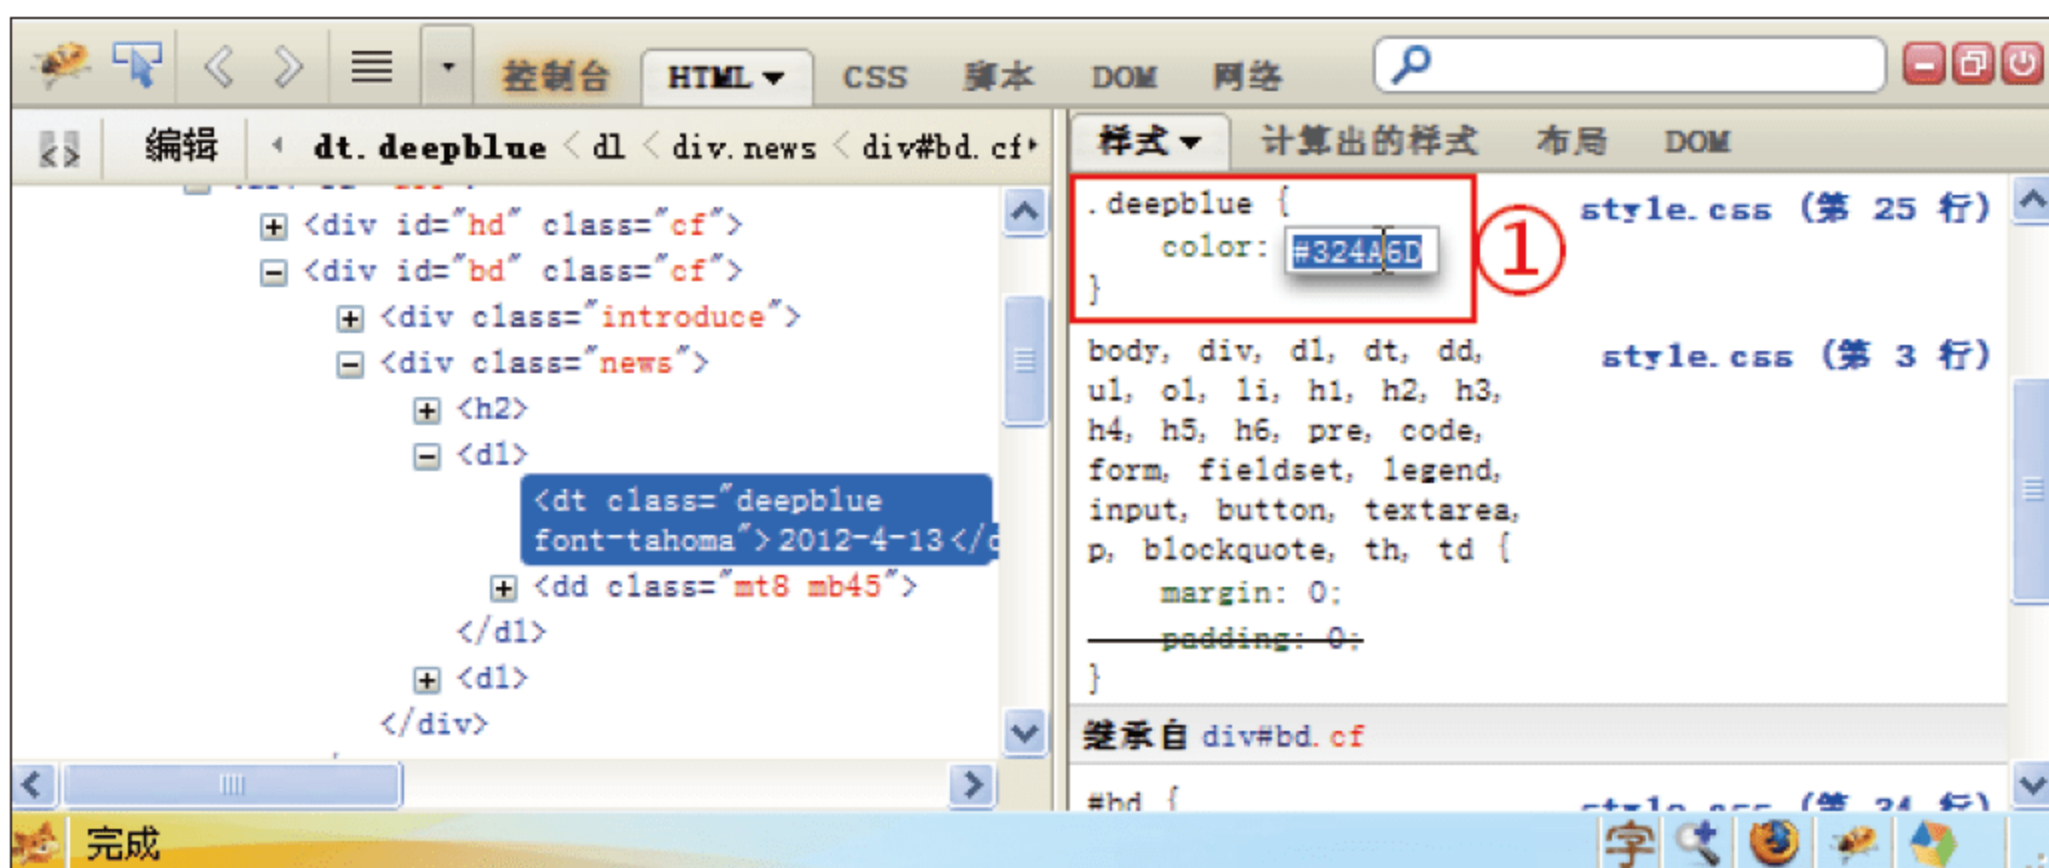 控制台 HTML CSS 脚本 DOM 网络
编辑 dt.deepblue < dl < div.news < div#bd.cf
<div id="hd" class="cf">
<div id="bd" class="cf">
<div class="introduce">
<div class="news">
<h2>
<dl>
<dt class="deepblue
font-tahoma">2012-4-13</
<dd class="mt8 mb45">
</dl>
<dl>
</div>
样式 计算出的样式 布局 DOM
.deepblue { style.css (第 25 行)
color: #324A6D
}
①
body, div, dl, dt, dd, style.css (第 3 行)
ul, ol, li, h1, h2, h3,
h4, h5, h6, pre, code,
form, fieldset, legend,
input, button, textarea,
p, blockquote, th, td {
margin: 0;
padding: 0;
}
继承自 div#bd.cf
#bd { style.css (第 24 行)
完成
字